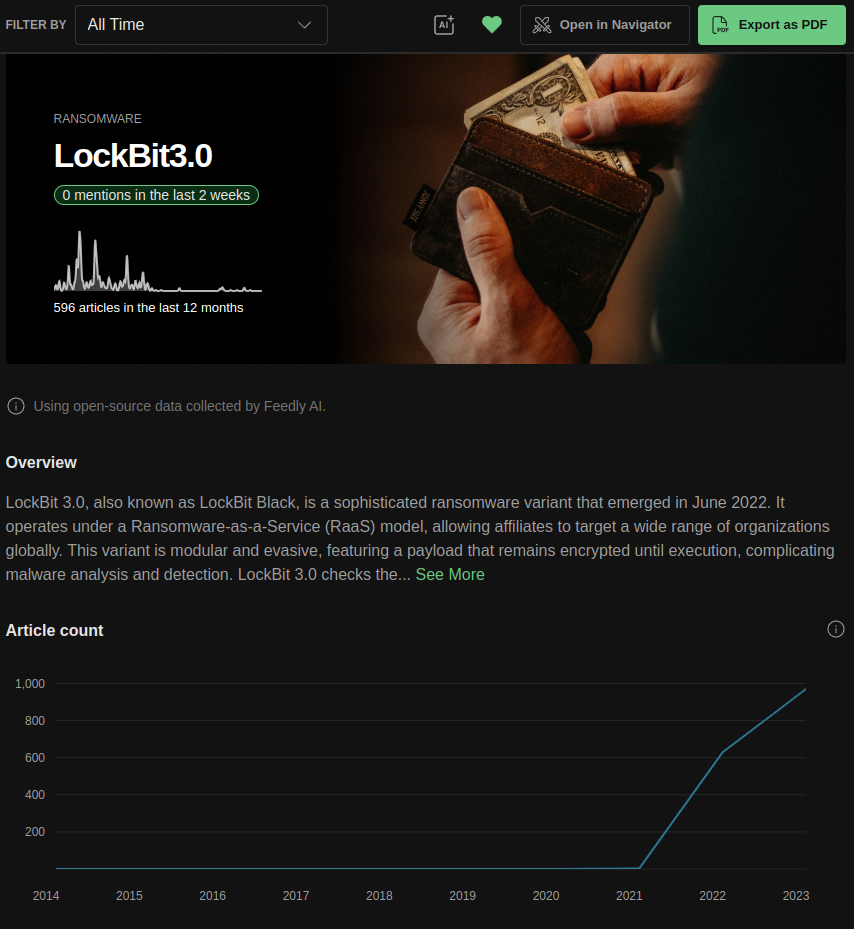 FILTER BY
All Time
AI
Open in Navigator
PDF
Export as PDF
RANSOMWARE
LockBit3.0
0 mentions in the last 2 weeks
596 articles in the last 12 months
Using open-source data collected by Feedly AI.
Overview
LockBit 3.0, also known as LockBit Black, is a sophisticated ransomware variant that emerged in June 2022. It
operates under a Ransomware-as-a-Service (RaaS) model, allowing affiliates to target a wide range of organizations
globally. This variant is modular and evasive, featuring a payload that remains encrypted until execution, complicating
malware analysis and detection. LockBit 3.0 checks the... See More
Article count
1,000
800
600
400
200
2014 2015 2016 2017 2018 2019 2020 2021 2022 2023